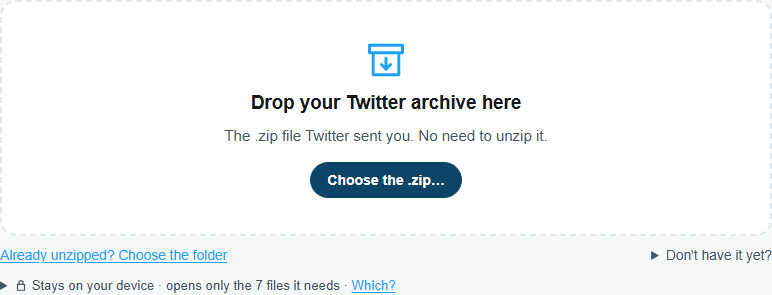 Drop your Twitter archive here
The .zip file Twitter sent you. No need to unzip it.
Choose the .zip…
Already unzipped? Choose the folder
Don't have it yet?
Stays on your device · opens only the 7 files it needs · Which?